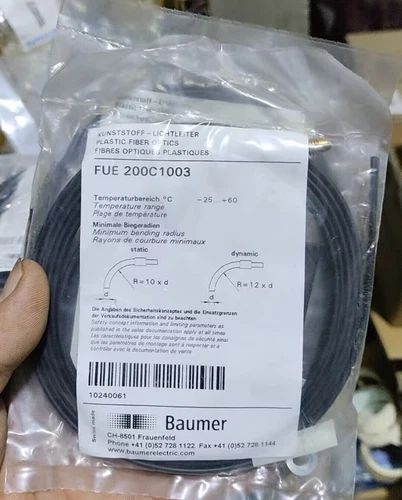 KUNSTSTOFF - LICHTLEITER
PLASTIC FIBER OPTICS
FIBRES OPTIQUES PLASTIQUES
FUE 200C1003
Temperaturbereich °C -25...+60
Temperature range
Plage de température
Minimale Biegeradien
Minimum bending radius
Rayons de courbure minimaux
static dynamic
R = 10 x d R = 12 x d
d d
Die Angaben des Sicherheitskonzeptes und die Einsatzgrenzen
der Verkaufsdokumentation sind zu beachten.
Safety concept information and limiting parameters as
published in the sales documentation apply at all times
Les caractéristiques pour les consignes de sécurité ainsi
que les paramètres de montage sont à respecter et à
contrôler avec la documentation de vente.
10240061
Swiss made
Baumer
CH-8501 Frauenfeld
Phone +41 (0)52 728 1122 Fax +41 (0)52 728 1144
www.baumerelectric.com